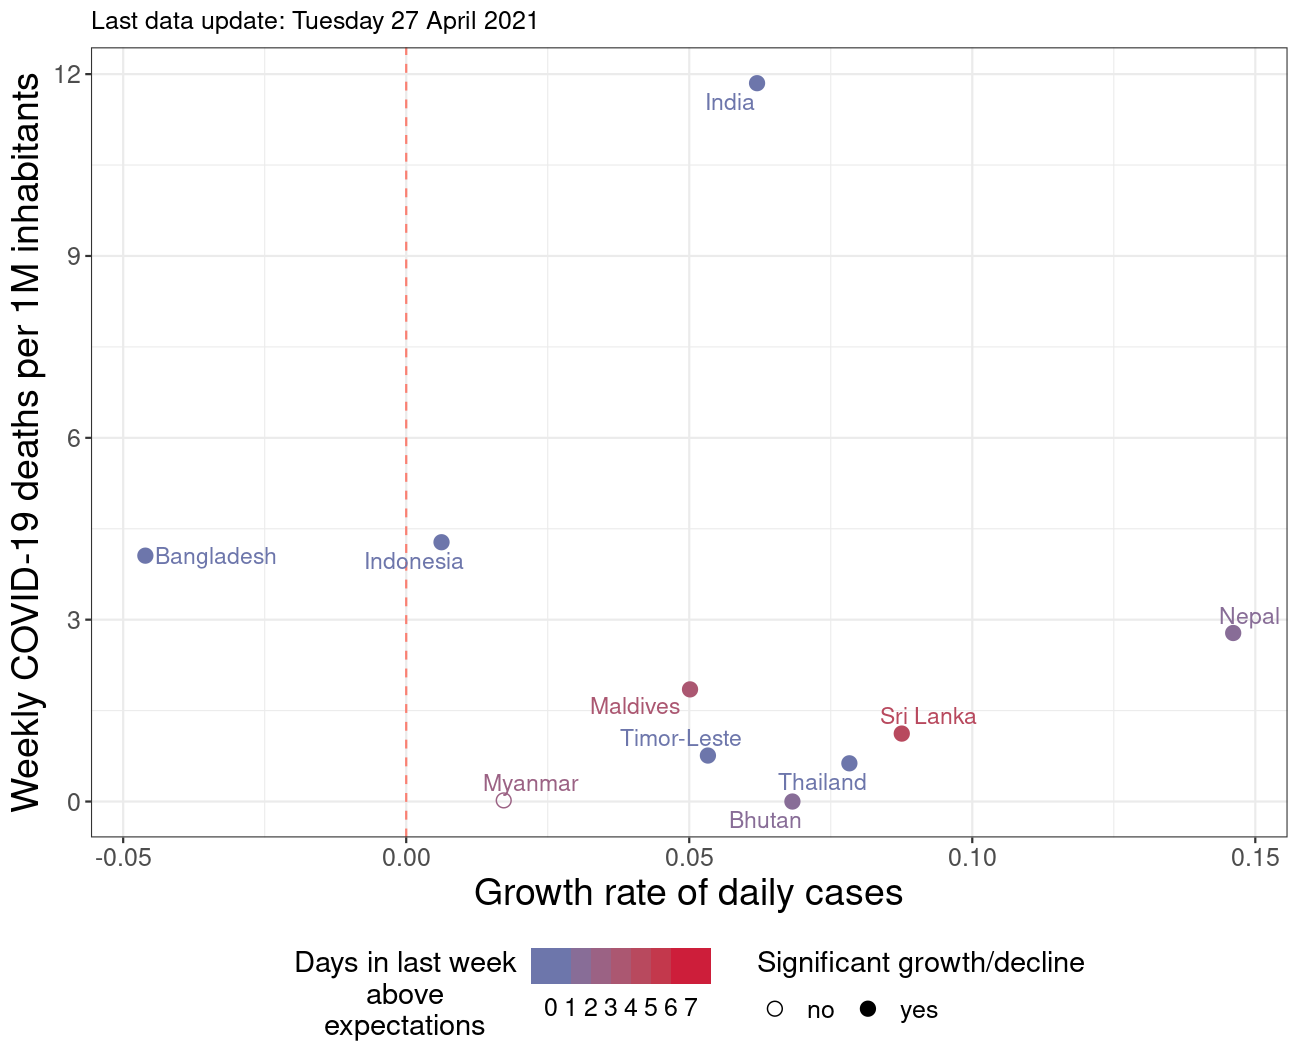 Last data update: Tuesday 27 April 2021
Weekly COVID-19 deaths per 1M inhabitants
12
9
6
3
0
India
Bangladesh
Indonesia
Nepal
Maldives
Sri Lanka
Timor-Leste
Myanmar
Thailand
Bhutan
-0.05 0.00 0.05 0.10 0.15
Growth rate of daily cases
Days in last week
above
expectations
0 1 2 3 4 5 6 7
Significant growth/decline
no yes